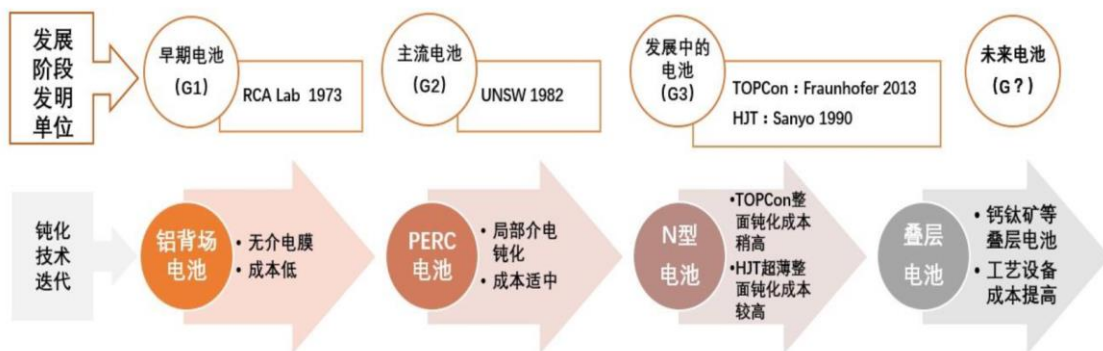 发展
阶段
发明
单位
早期电池
(G1)
RCA Lab 1973
主流电池
(G2)
UNSW 1982
发展中的
电池
(G3)
TOPCon：Fraunhofer 2013
HJT：Sanyo 1990
未来电池
(G？)
钝化
技术
迭代
铝背场
电池
• 无介电膜
• 成本低
PERC
电池
• 局部介电
钝化
• 成本适中
N型
电池
•TOPCon整
面钝化成本
稍高
•HJT超薄整
面钝化成本
较高
叠层
电池
• 钙钛矿等
叠层电池
• 工艺设备
成本提高